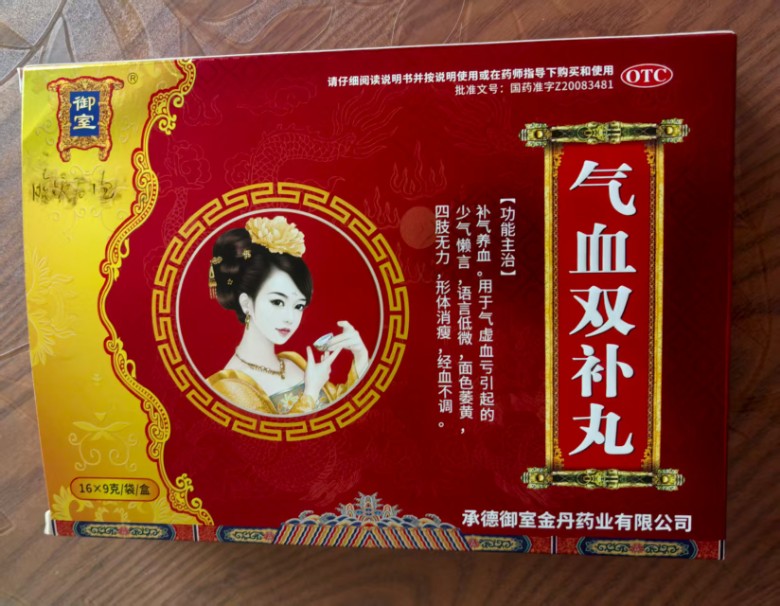 请仔细阅读说明书并按说明使用或在药师指导下购买和使用
批准文号：国药准字Z20083481
OTC
御室
®
气血双补丸
【功能主治】
补气养血。用于气虚血亏引起的
少气懒言，语言低微，面色萎黄，
四肢无力，形体消瘦，经血不调。
16×9克/袋/盒
承德御室金丹药业有限公司